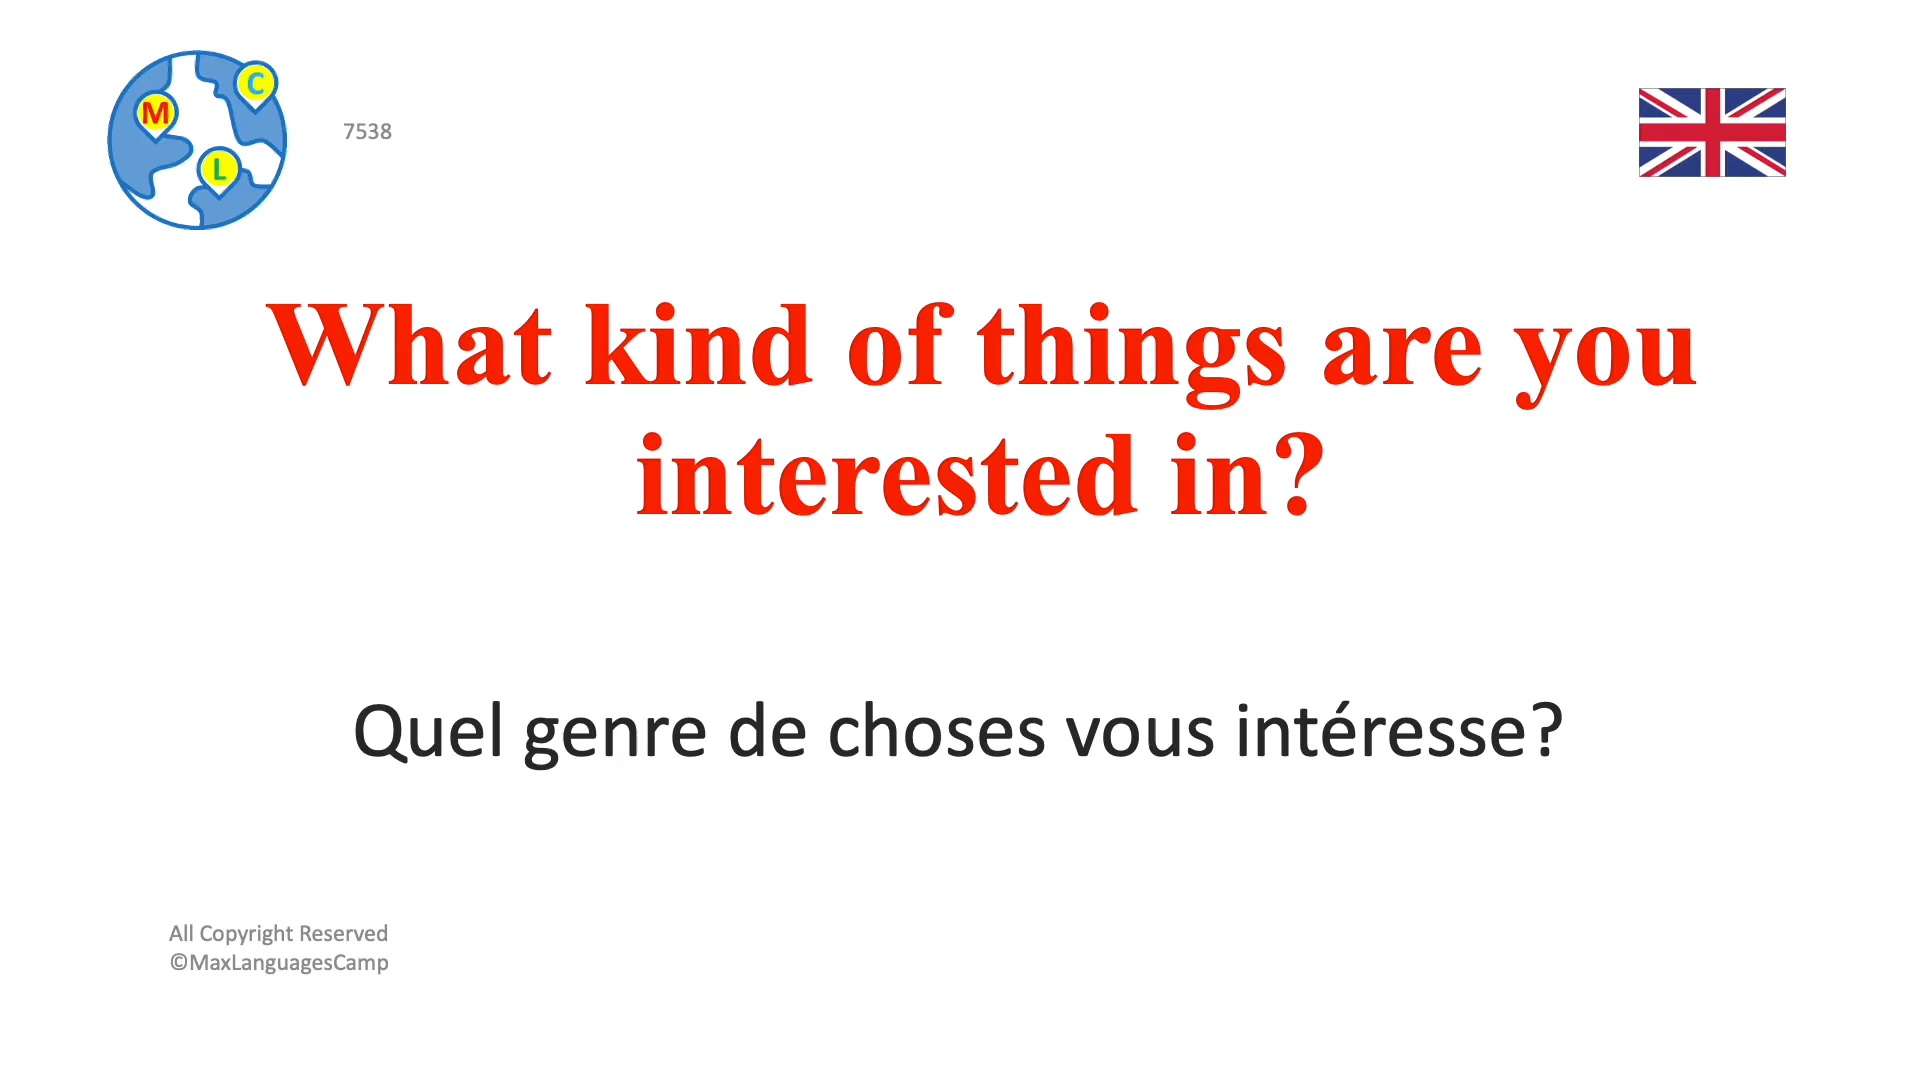 M
C
L
7538
What kind of things are you
interested in?
Quel genre de choses vous intéresse?
All Copyright Reserved
©MaxLanguagesCamp